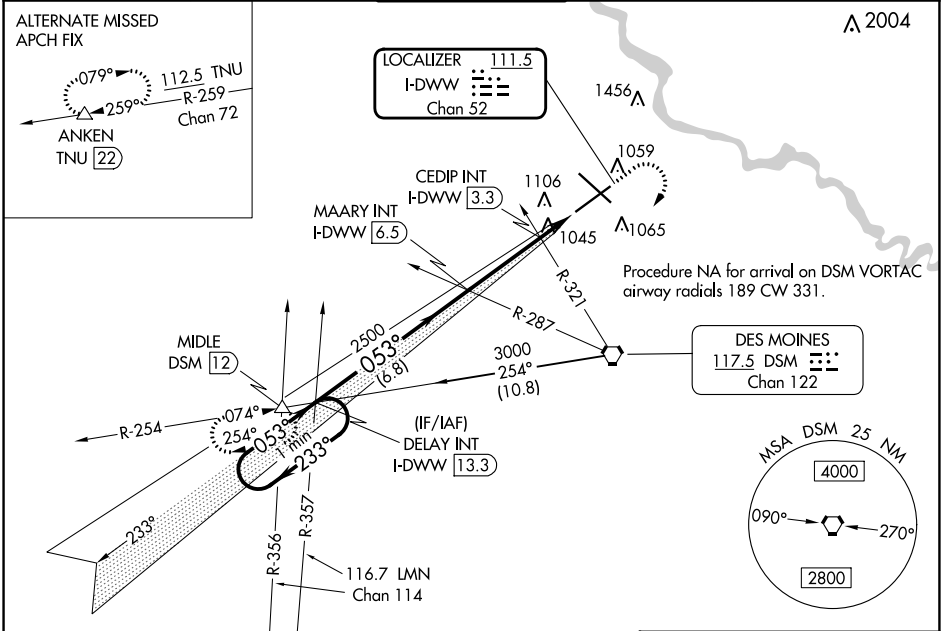 ALTERNATE MISSED
APCH FIX
079°
259°
112.5 TNU
R-259
Chan 72
ANKEN
TNU 22
LOCALIZER 111.5
I-DWW
Chan 52
2004
1456
1059
1106
1045
1065
CEDIP INT
I-DWW 3.3
MAARY INT
I-DWW 6.5
R-321
R-287
Procedure NA for arrival on DSM VORTAC
airway radials 189 CW 331.
DES MOINES
117.5 DSM
Chan 122
MIDLE
DSM 12
2500
053°
(6.8)
3000
254°
(10.8)
R-254
074°
254°
053°
1 min
233°
(IF/IAF)
DELAY INT
I-DWW 13.3
233°
R-356
R-357
116.7 LMN
Chan 114
MSA DSM 25 NM
4000
090°
270°
2800